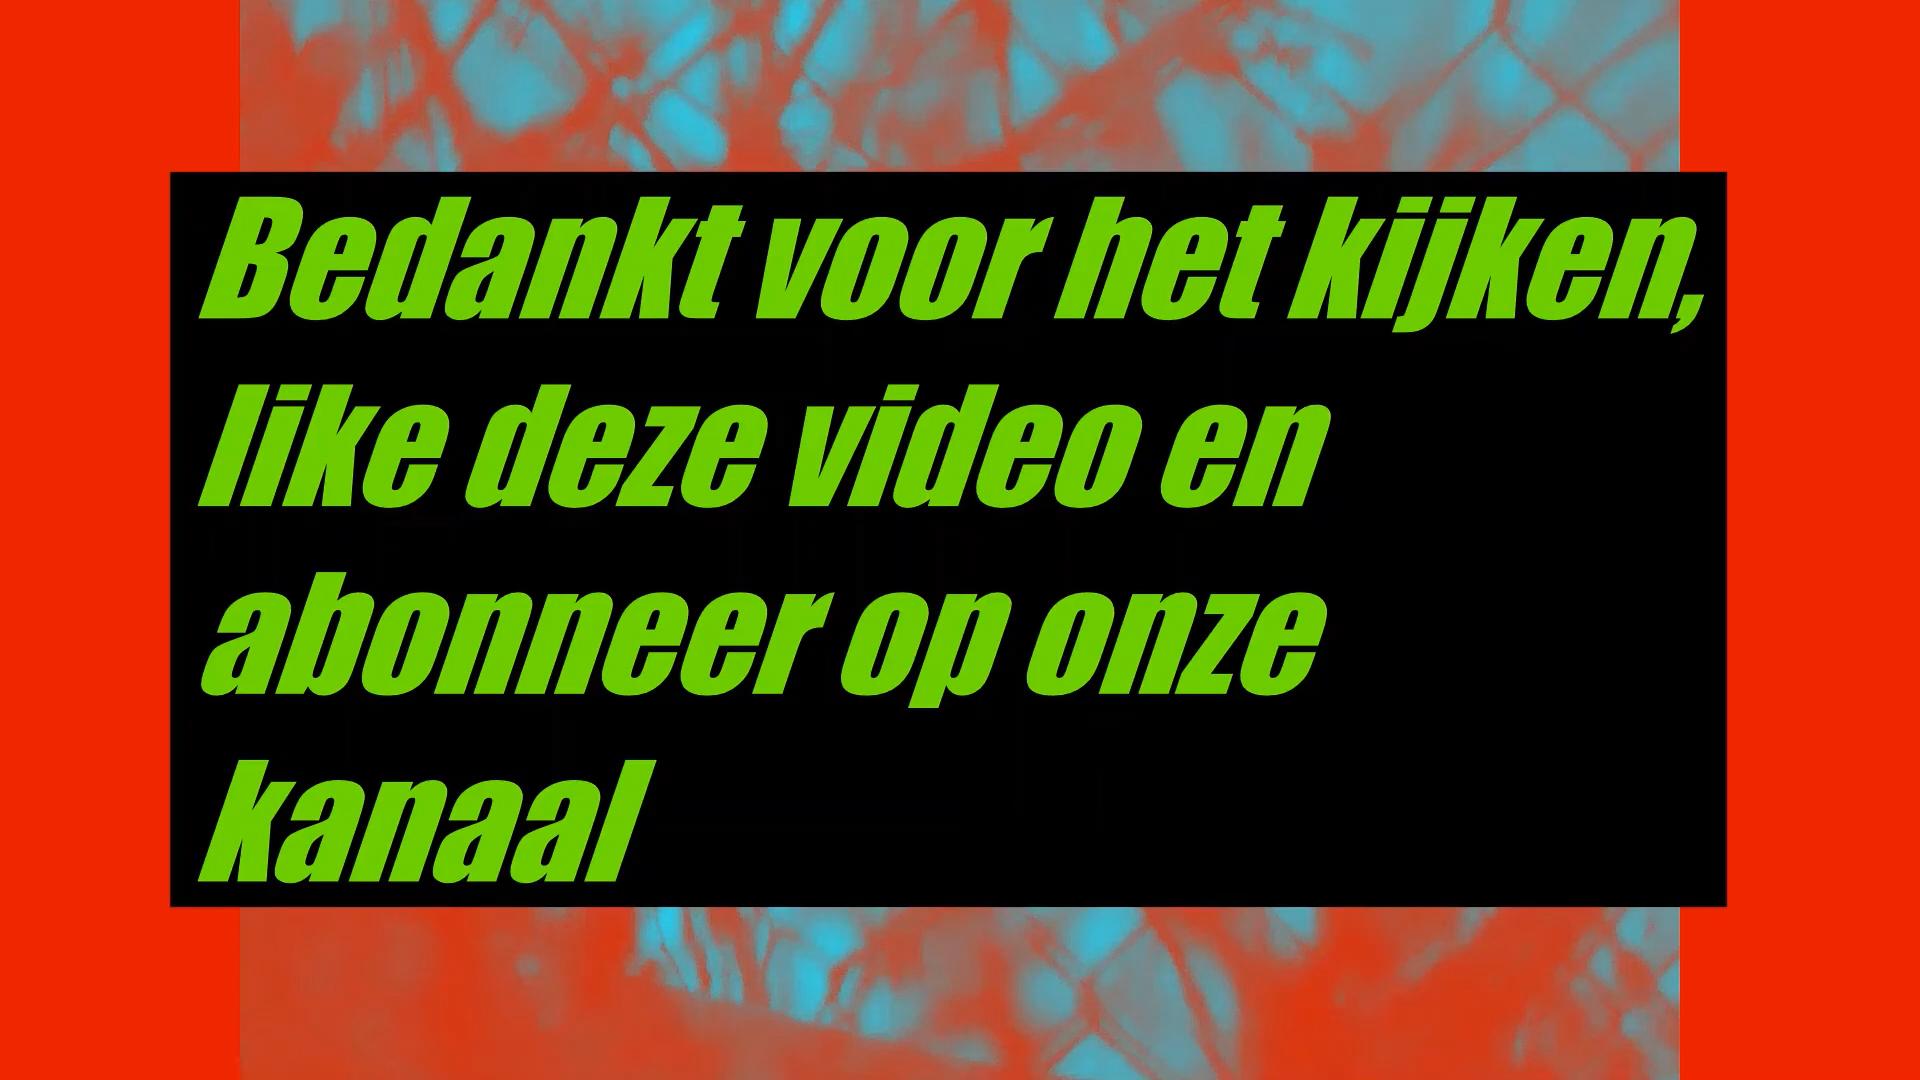 Bedankt voor het kijken,
like deze video en
abonneer op onze
kanaal